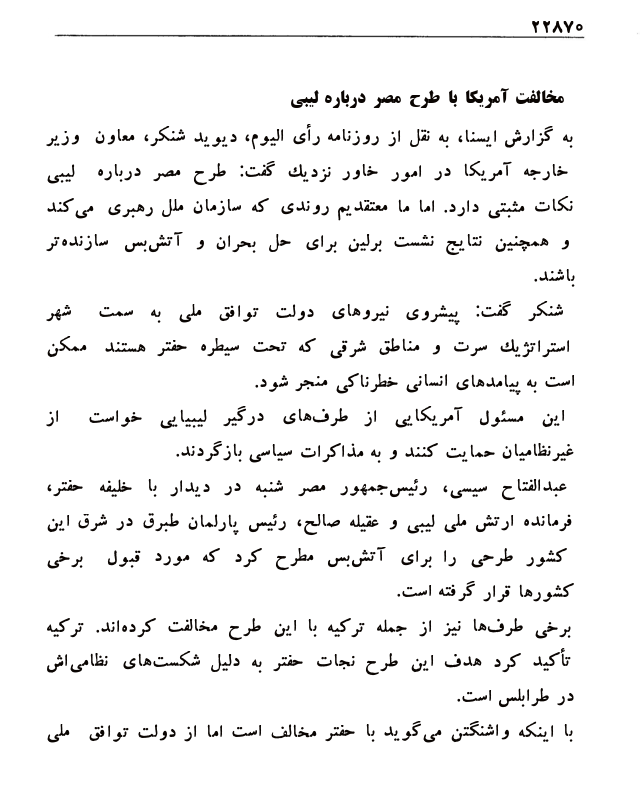 ۲۲۸۷۰
مخالفت آمریکا با طرح مصر درباره لیبی
به گزارش ایسنا، به نقل از روزنامه رأی الیوم، دیوید شنکر، معاون وزیر
خارجه آمریکا در امور خاور نزدیك گفت: طرح مصر درباره لیبی
نکات مثبتی دارد. اما ما معتقدیم روندی که سازمان ملل رهبری می‌کند
و همچنین نتایج نشست برلین برای حل بحران و آتش‌بس سازنده‌تر
باشند.
شنکر گفت: پیشروی نیروهای دولت توافق ملی به سمت شهر
استراتژیك سرت و مناطق شرقی که تحت سیطره حفتر هستند ممکن
است به پیامدهای انسانی خطرناکی منجر شود.
این مسئول آمریکایی از طرف‌های درگیر لیبیایی خواست از
غیرنظامیان حمایت کنند و به مذاکرات سیاسی بازگردند.
عبدالفتاح سیسی، رئیس‌جمهور مصر شنبه در دیدار با خلیفه حفتر،
فرمانده ارتش ملی لیبی و عقیله صالح، رئیس پارلمان طبرق در شرق این
کشور طرحی را برای آتش‌بس مطرح کرد که مورد قبول برخی
کشورها قرار گرفته است.
برخی طرف‌ها نیز از جمله ترکیه با این طرح مخالفت کرده‌اند. ترکیه
تأکید کرد هدف این طرح نجات حفتر به دلیل شکست‌های نظامی‌اش
در طرابلس است.
با اینکه واشنگتن می‌گوید با حفتر مخالف است اما از دولت توافق ملی